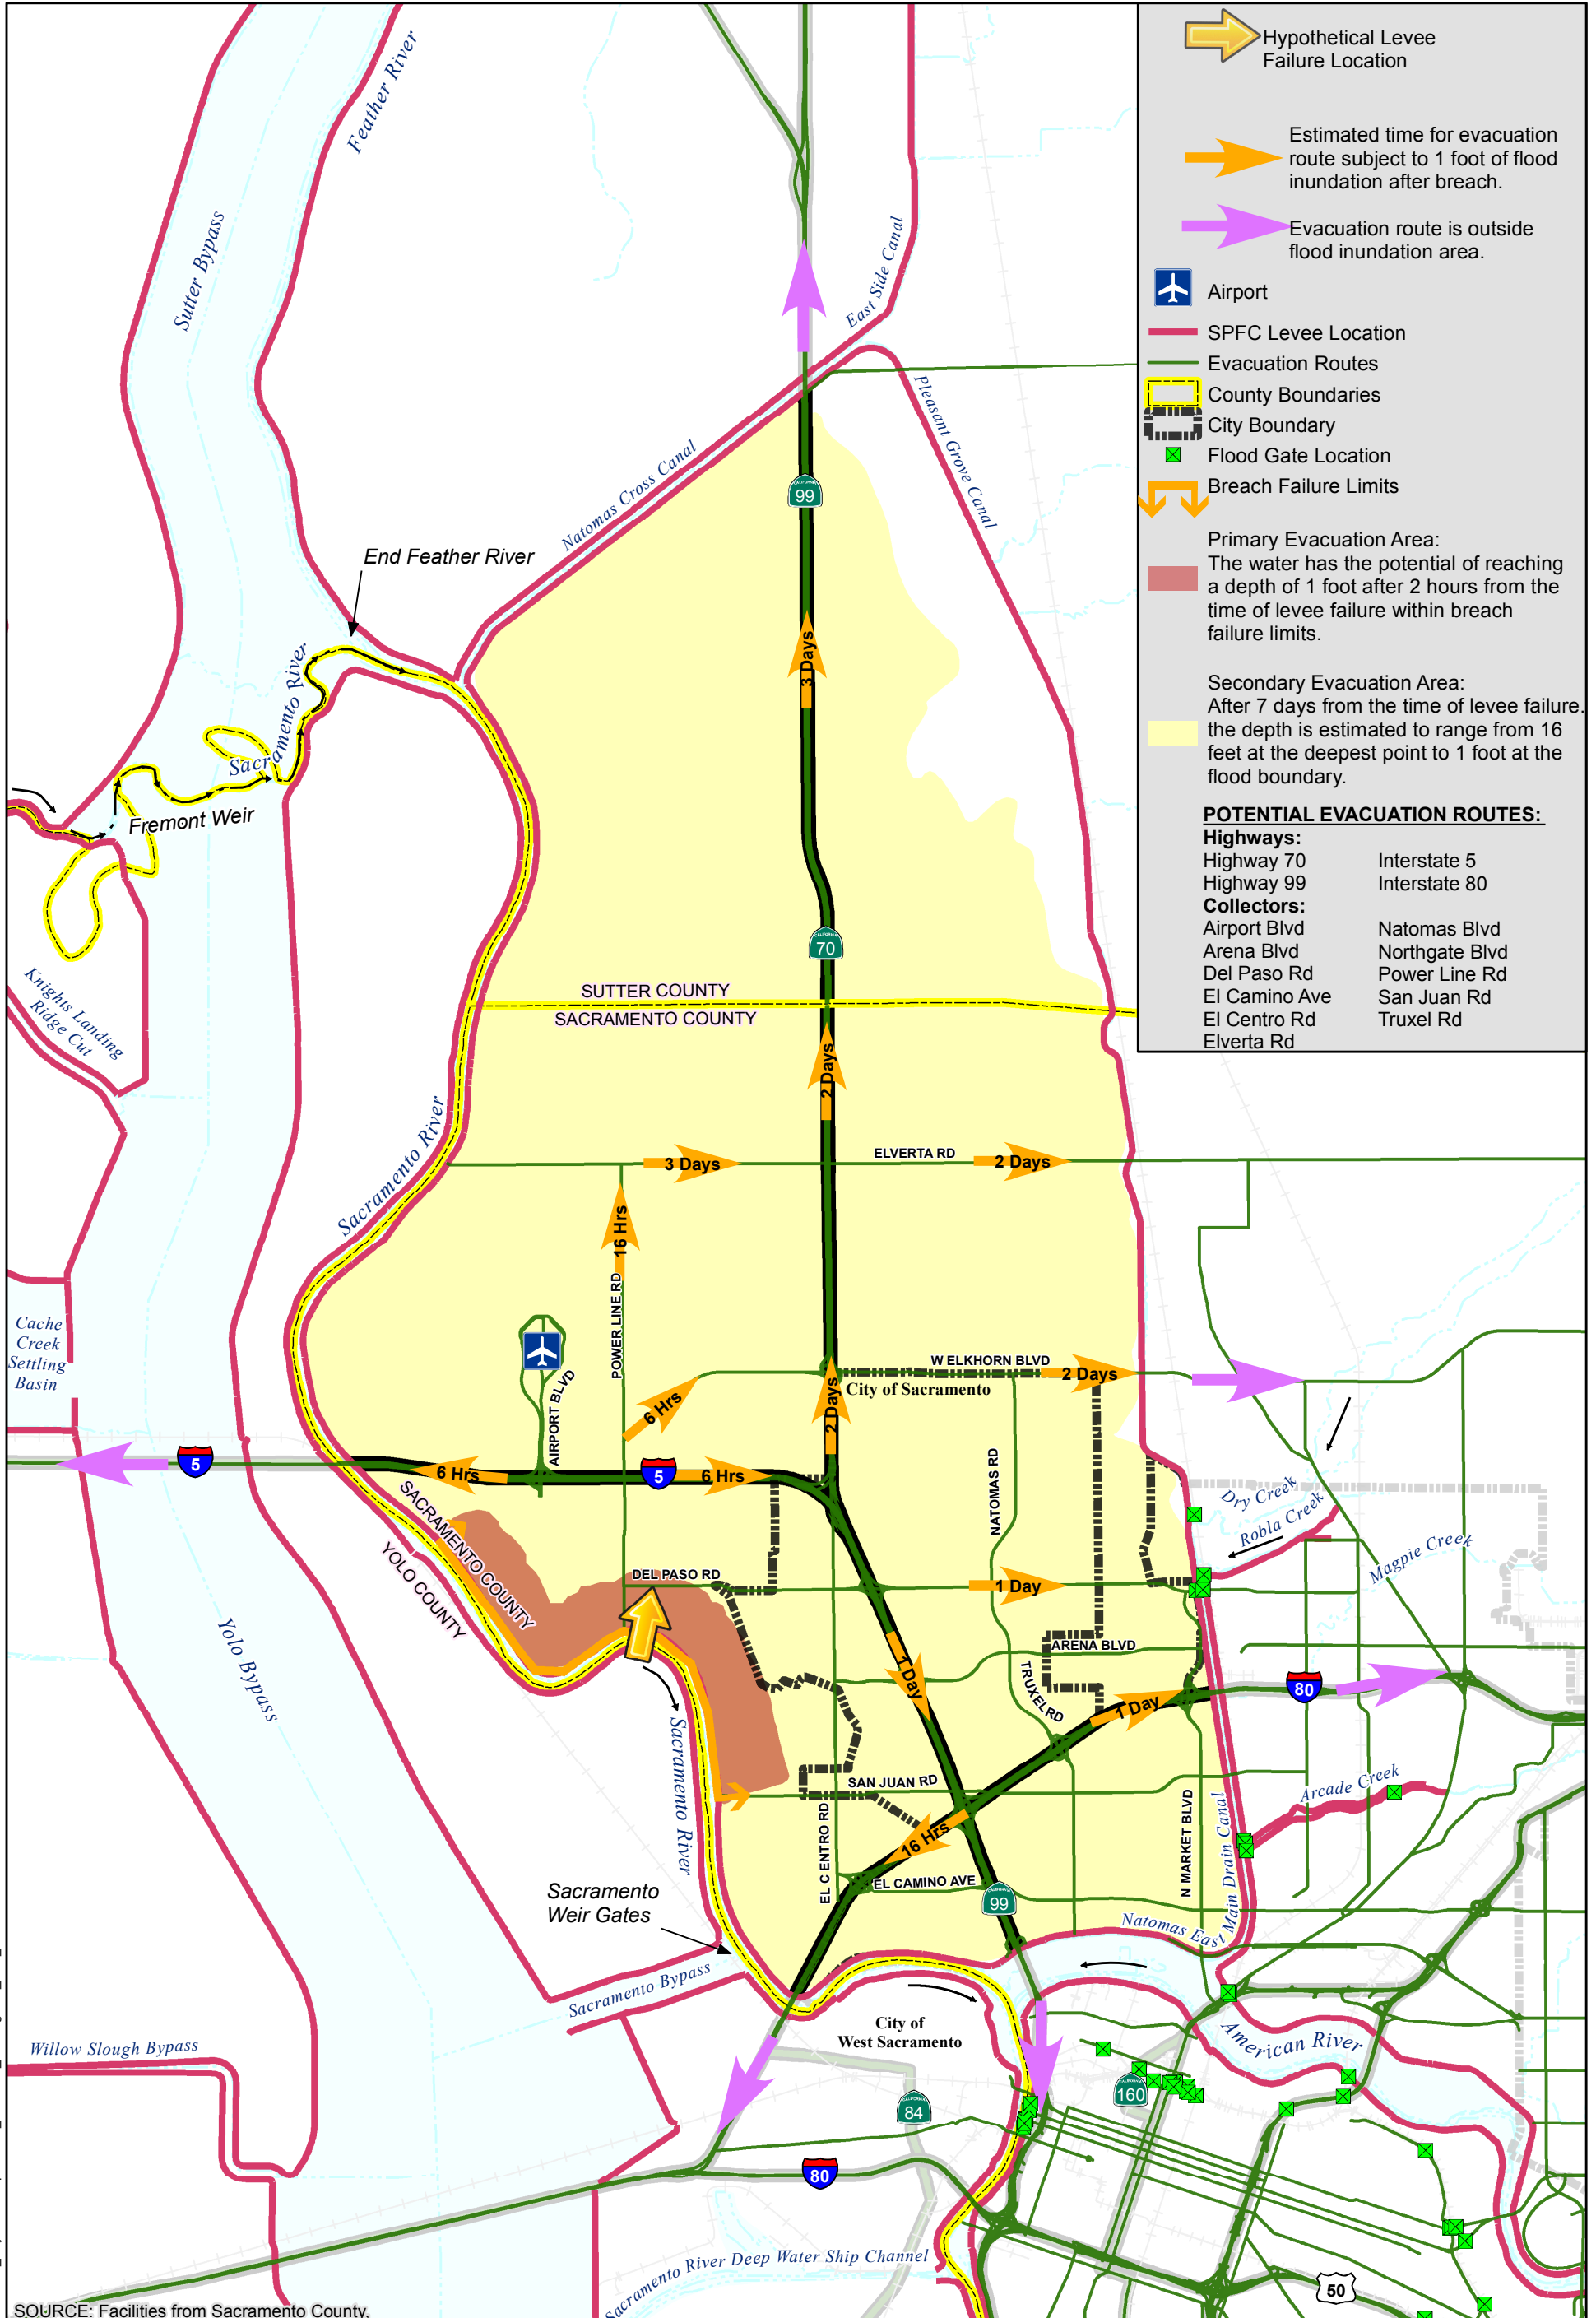 Hypothetical Levee
Failure Location
Estimated time for evacuation
route subject to 1 foot of flood
inundation after breach.
Evacuation route is outside
flood inundation area.
Airport
SPFC Levee Location
Evacuation Routes
County Boundaries
City Boundary
Flood Gate Location
Breach Failure Limits
Primary Evacuation Area:
The water has the potential of reaching
a depth of 1 foot after 2 hours from the
time of levee failure within breach
failure limits.
Secondary Evacuation Area:
After 7 days from the time of levee failure.
the depth is estimated to range from 16
feet at the deepest point to 1 foot at the
flood boundary.
POTENTIAL EVACUATION ROUTES:
Highways:
Highway 70 Interstate 5
Highway 99 Interstate 80
Collectors:
Airport Blvd Natomas Blvd
Arena Blvd Northgate Blvd
Del Paso Rd Power Line Rd
El Camino Ave San Juan Rd
El Centro Rd Truxel Rd
Elverta Rd
Feather River
Sutter Bypass
East Side Canal
Pleasant Grove Canal
Natomas Cross Canal
CALIFORNIA
99
End Feather River
3 Days
Sacramento River
Fremont Weir
CALIFORNIA
70
Knights Landing
Ridge Cut
SUTTER COUNTY
SACRAMENTO COUNTY
2 Days
Sacramento River
3 Days
ELVERTA RD
2 Days
16 Hrs
POWER LINE RD
Cache
Creek
Settling
Basin
AIRPORT BLVD
W ELKHORN BLVD
2 Days
City of Sacramento
6 Hrs
2 Days
5
6 Hrs
5
6 Hrs
NATOMAS RD
SACRAMENTO COUNTY
YOLO COUNTY
Dry Creek
Robla Creek
Magpie Creek
DEL PASO RD
1 Day
Yolo Bypass
1 Day
ARENA BLVD
TRUXEL RD
1 Day
80
Sacramento River
SAN JUAN RD
Arcade Creek
EL C ENTRO RD
16 Hrs
N MARKET BLVD
EL CAMINO AVE
CALIFORNIA
99
Natomas East Main Drain Canal
Sacramento
Weir Gates
Sacramento Bypass
City of
West Sacramento
American River
Willow Slough Bypass
CALIFORNIA
84
CALIFORNIA
160
80
Sacramento River Deep Water Ship Channel
50
SOURCE: Facilities from Sacramento County,